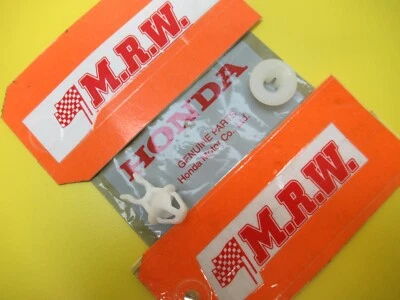 M.R.W.
HONDA
GENUINE PARTS
Honda Motor Co., Ltd.
M.R.W.